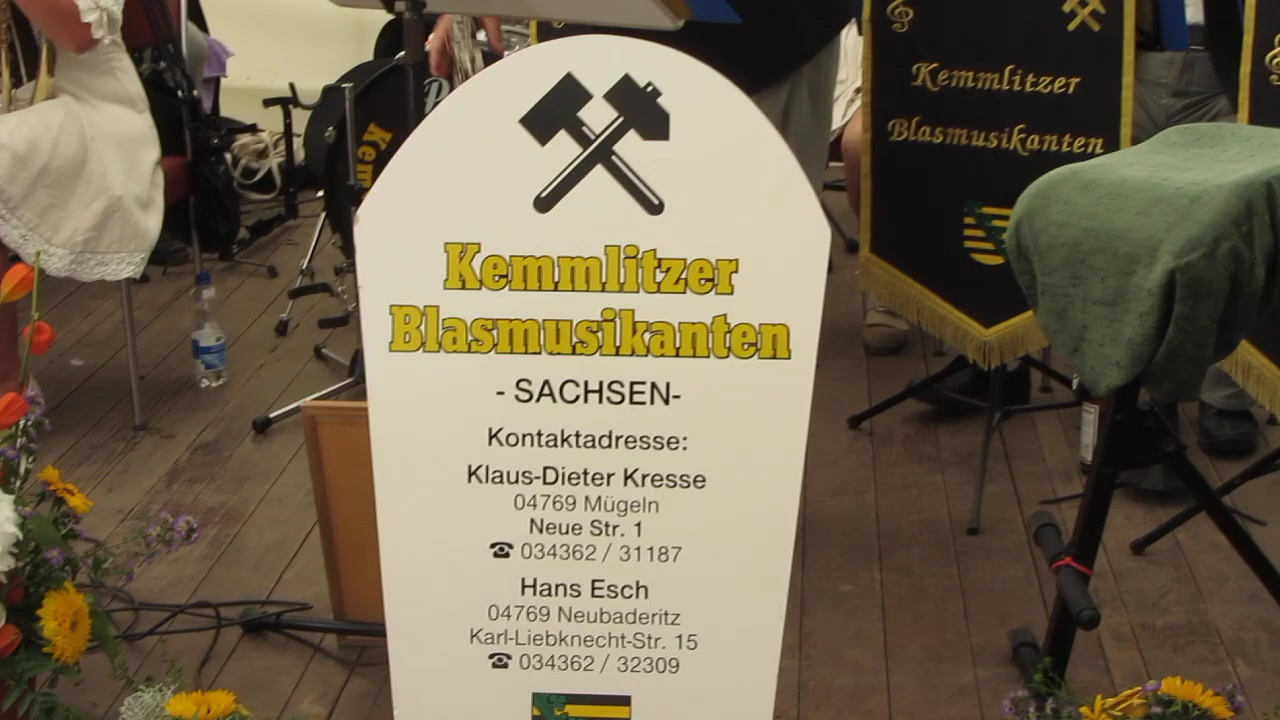 Kemmlitzer
Blasmusikanten
- SACHSEN-
Kontaktadresse:
Klaus-Dieter Kresse
04769 Mügeln
Neue Str. 1
☎ 034362 / 31187
Hans Esch
04769 Neubaderitz
Karl-Liebknecht-Str. 15
☎ 034362 / 32309
Kemmlitzer
Blasmusikanten
Kem